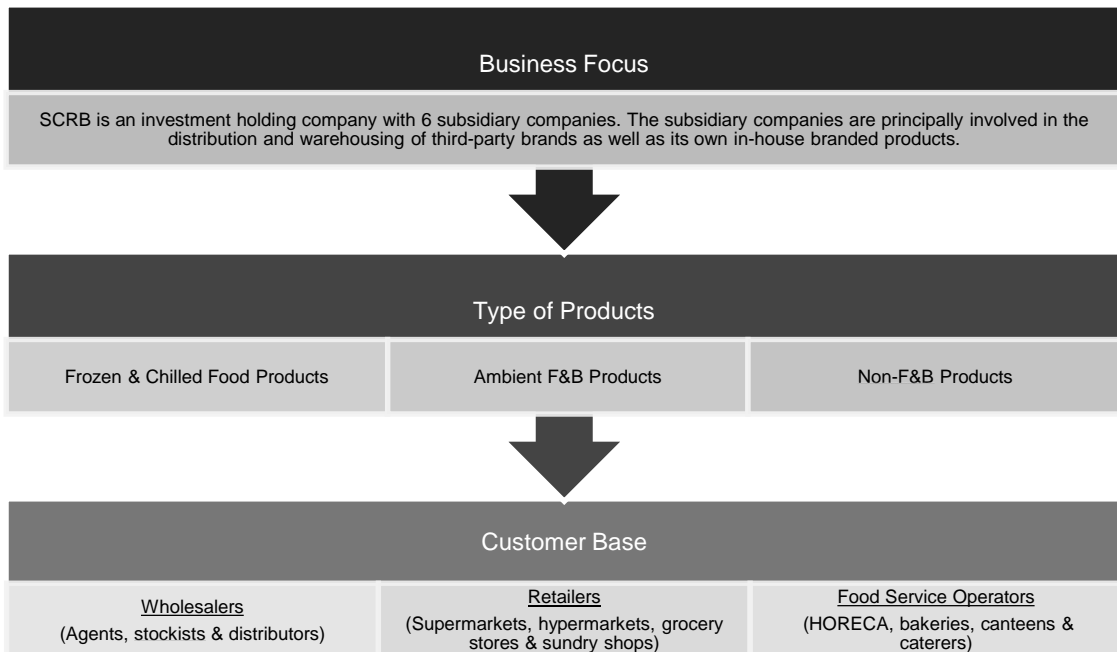 Business Focus
SCRB is an investment holding company with 6 subsidiary companies. The subsidiary companies are principally involved in the
distribution and warehousing of third-party brands as well as its own in-house branded products.
Type of Products
Frozen & Chilled Food Products
Ambient F&B Products
Non-F&B Products
Customer Base
Wholesalers
(Agents, stockists & distributors)
Retailers
(Supermarkets, hypermarkets, grocery
stores & sundry shops)
Food Service Operators
(HORECA, bakeries, canteens &
caterers)